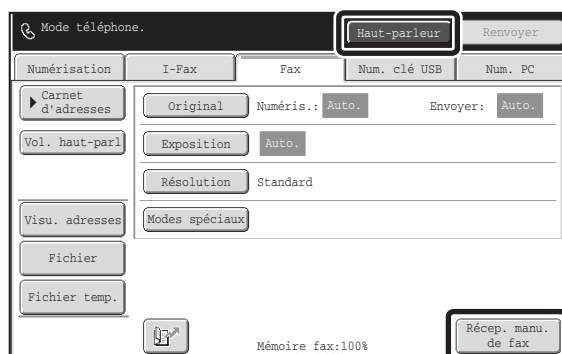 Mode téléphone.
Haut-parleur
Renvoyer
Numérisation
I-Fax
Fax
Num. clé USB
Num. PC
Carnet
d'adresses
Original
Numéris.: Auto.
Envoyer: Auto.
Vol. haut-parl
Exposition
Auto.
Résolution
Standard
Visu. adresses
Modes spéciaux
Fichier
Fichier temp.
Mémoire fax:100%
Récep. manu.
de fax